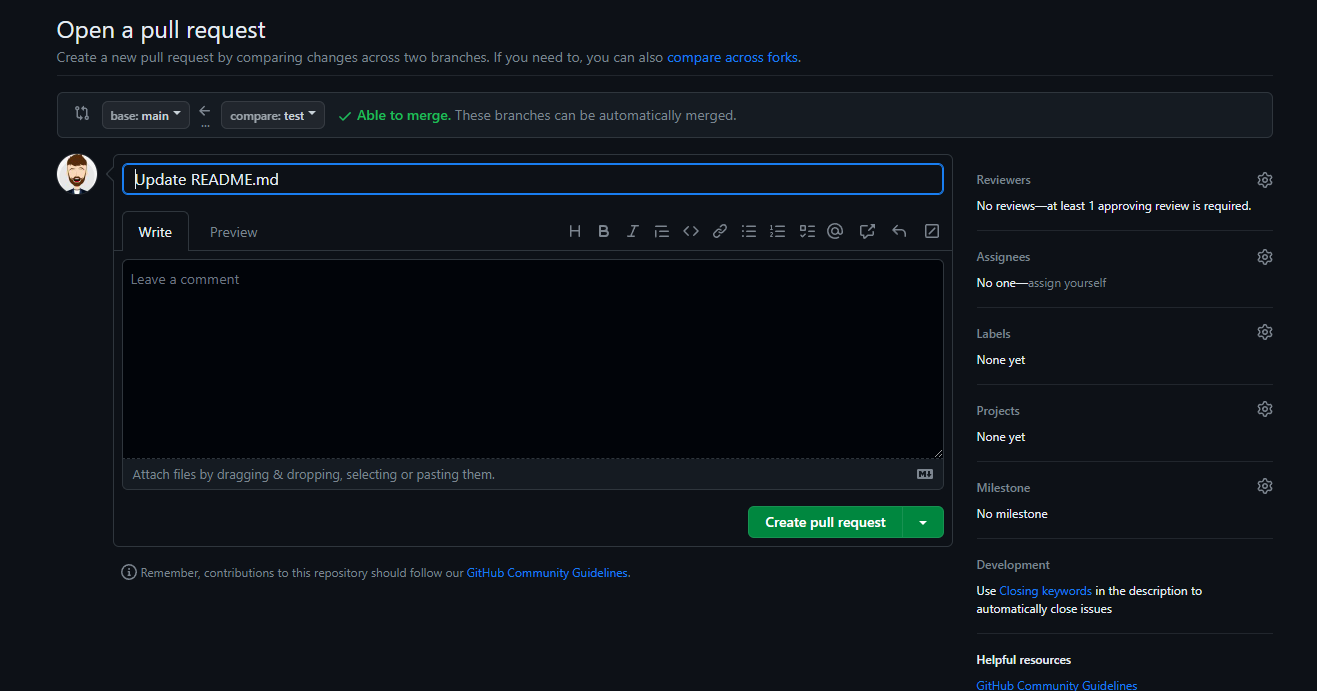 Open a pull request
Create a new pull request by comparing changes across two branches. If you need to, you can also compare across forks.
base: main
compare: test
Able to merge. These branches can be automatically merged.
Update README.md
Write
Preview
Leave a comment
Attach files by dragging & dropping, selecting or pasting them.
Create pull request
Remember, contributions to this repository should follow our GitHub Community Guidelines.
Reviewers
No reviews—at least 1 approving review is required.
Assignees
No one—assign yourself
Labels
None yet
Projects
None yet
Milestone
No milestone
Development
Use Closing keywords in the description to
automatically close issues
Helpful resources
GitHub Community Guidelines